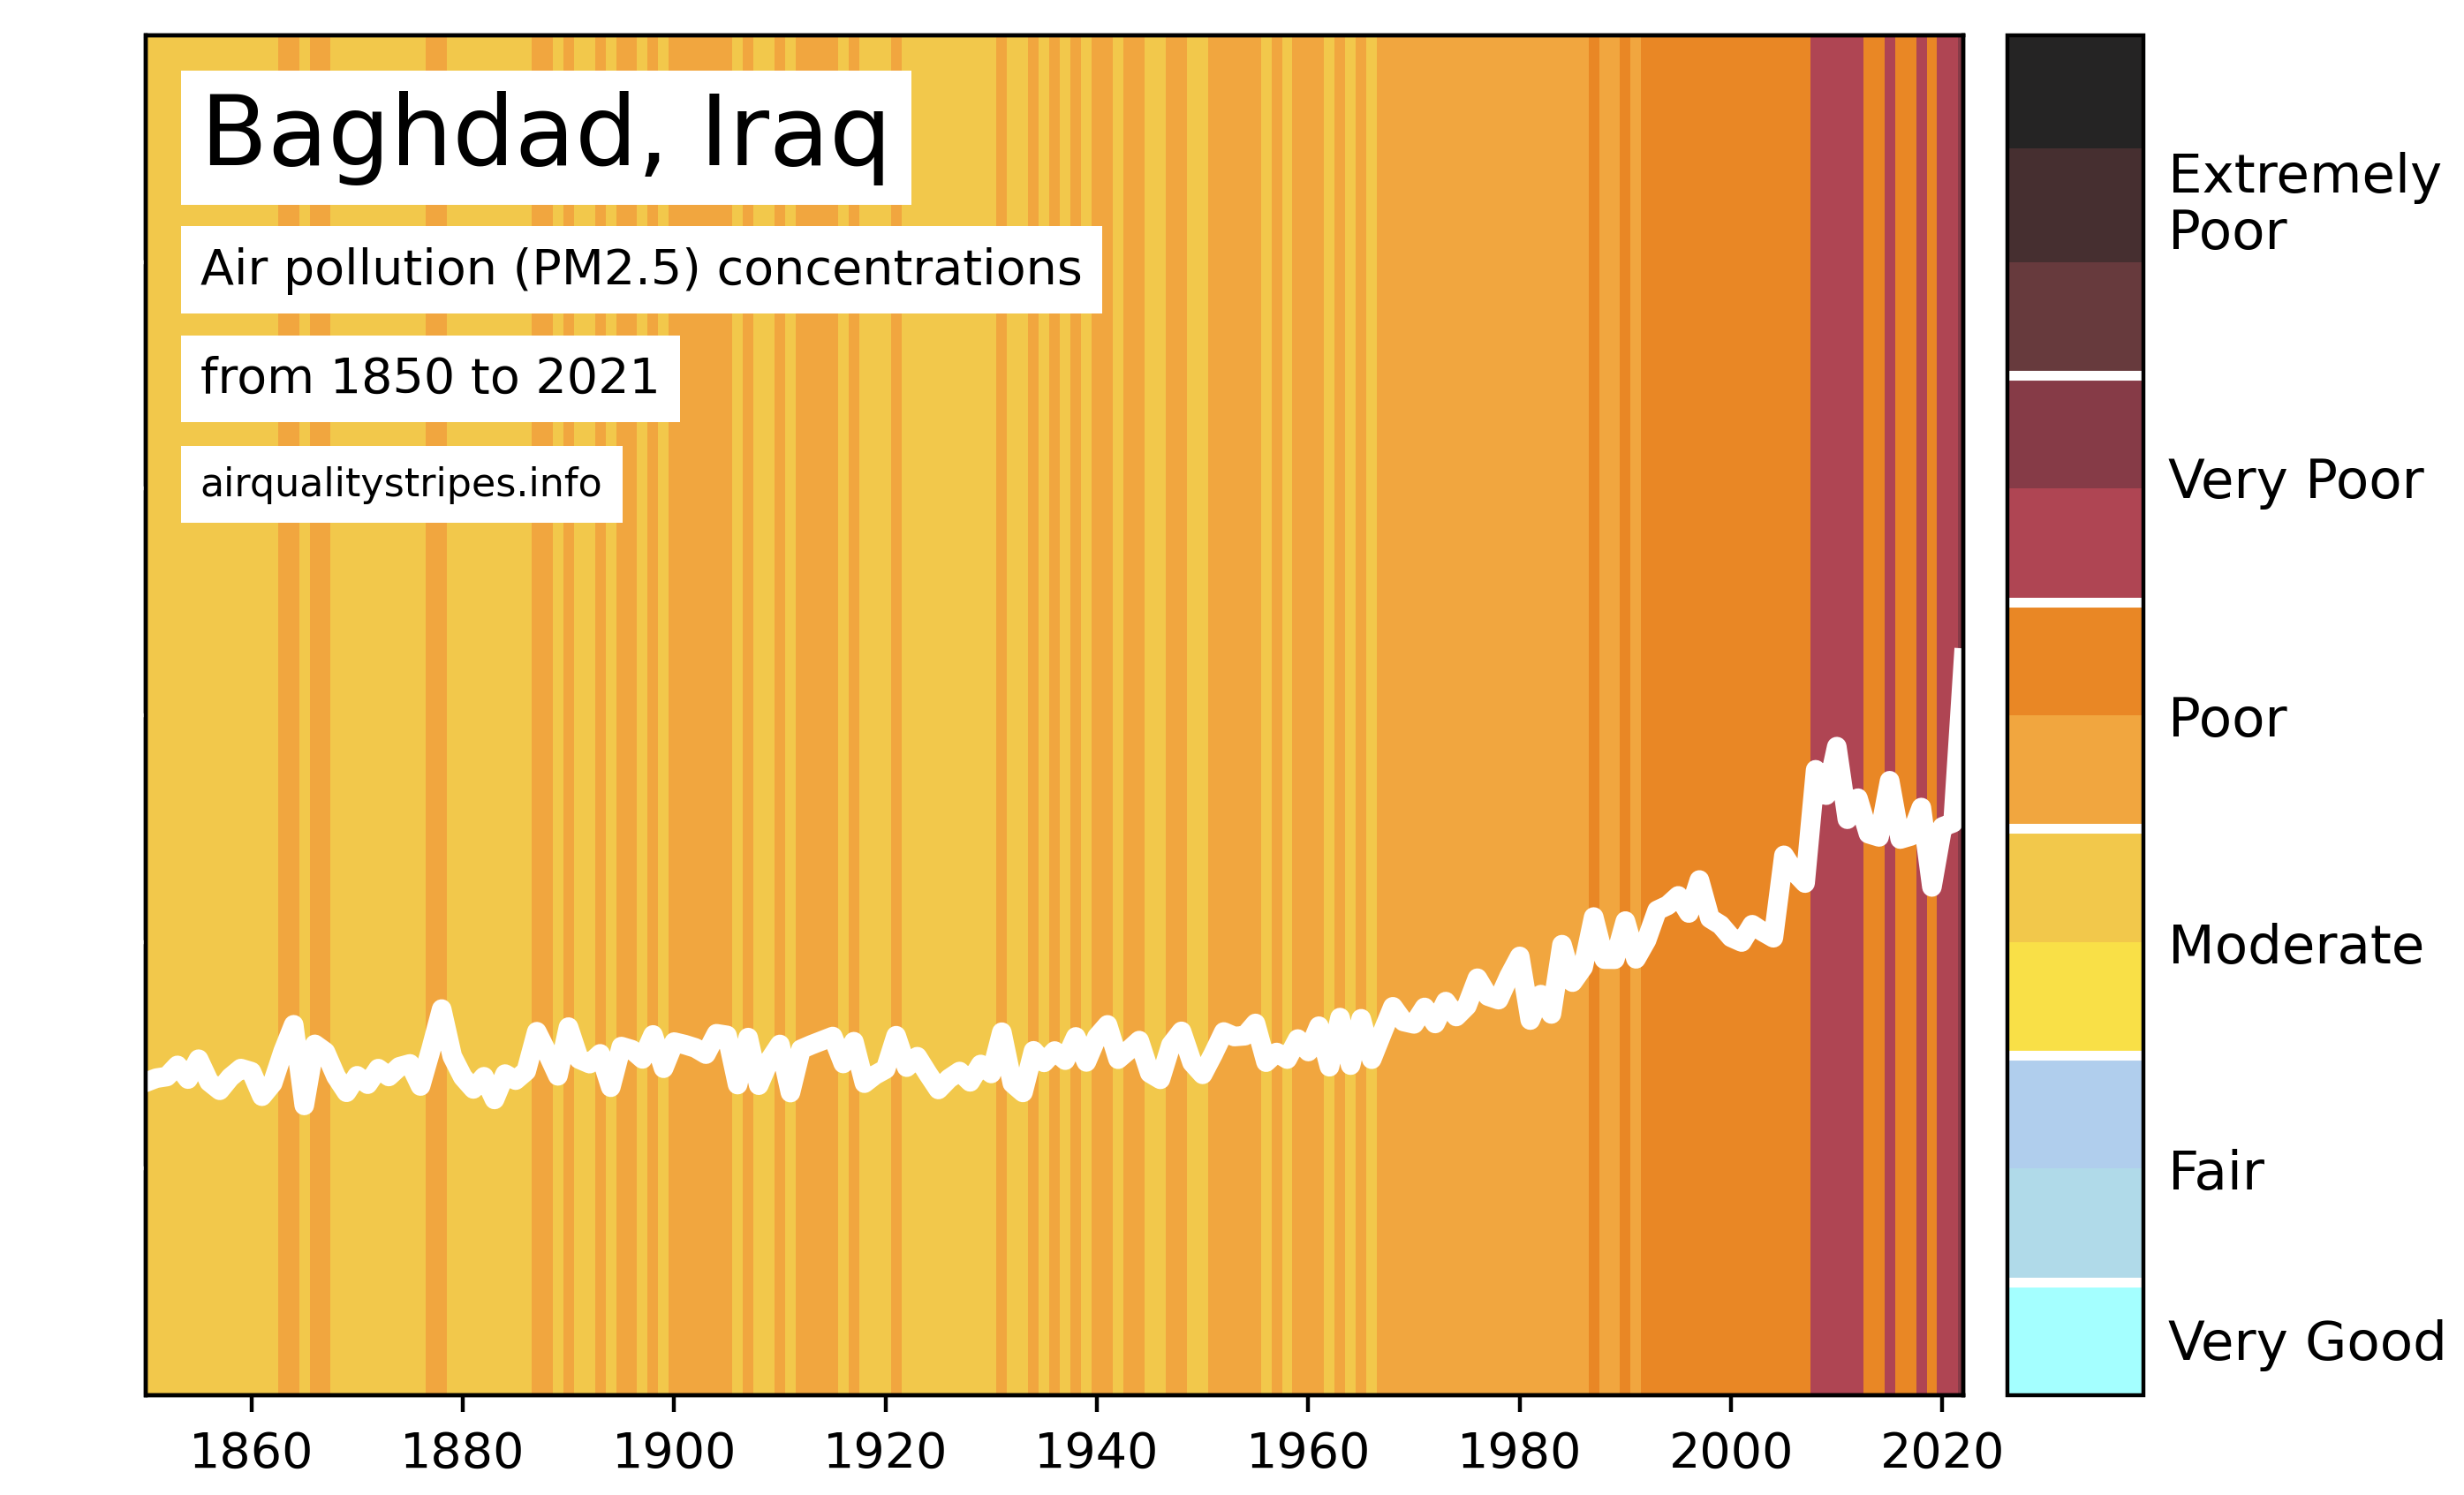 Baghdad, Iraq
Air pollution (PM2.5) concentrations
from 1850 to 2021
airqualitystripes.info
Extremely
Poor
Very Poor
Poor
Moderate
Fair
Very Good
1860 1880 1900 1920 1940 1960 1980 2000 2020